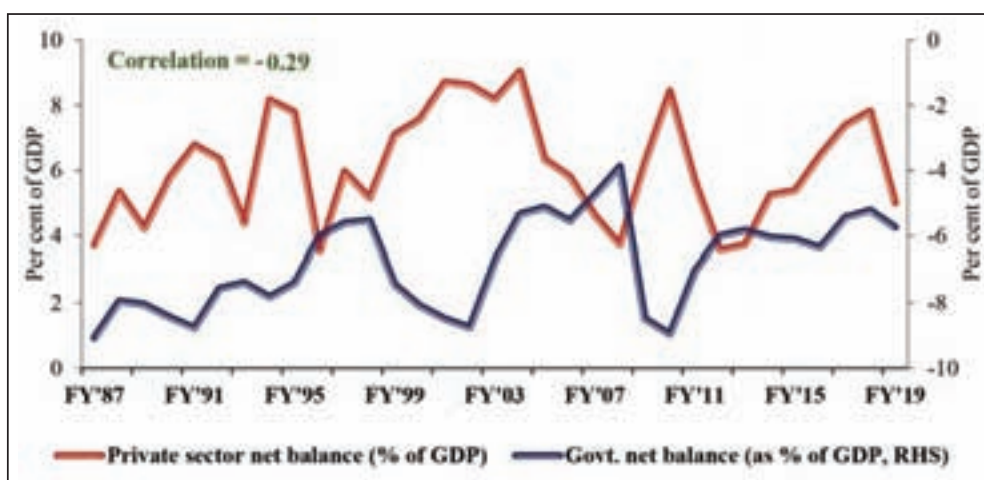 Correlation = -0.29
Per cent of GDP
10
8
6
4
2
0
0
-2
-4
-6
-8
-10
Per cent of GDP
FY'87 FY'91 FY'95 FY'99 FY'03 FY'07 FY'11 FY'15 FY'19
Private sector net balance (% of GDP) Govt. net balance (as % of GDP, RHS)